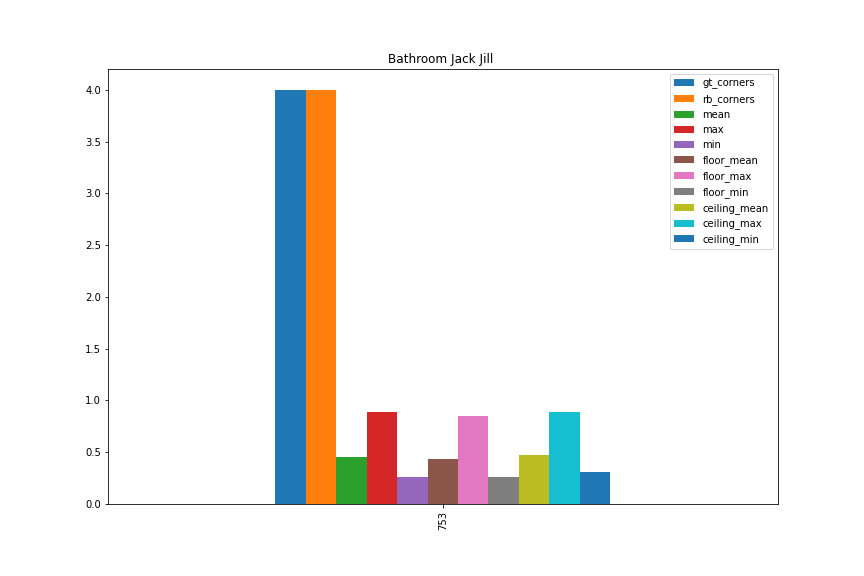 Bathroom Jack Jill
gt_corners
rb_corners
mean
max
min
floor_mean
floor_max
floor_min
ceiling_mean
ceiling_max
ceiling_min
4.0
3.5
3.0
2.5
2.0
1.5
1.0
0.5
0.0
753